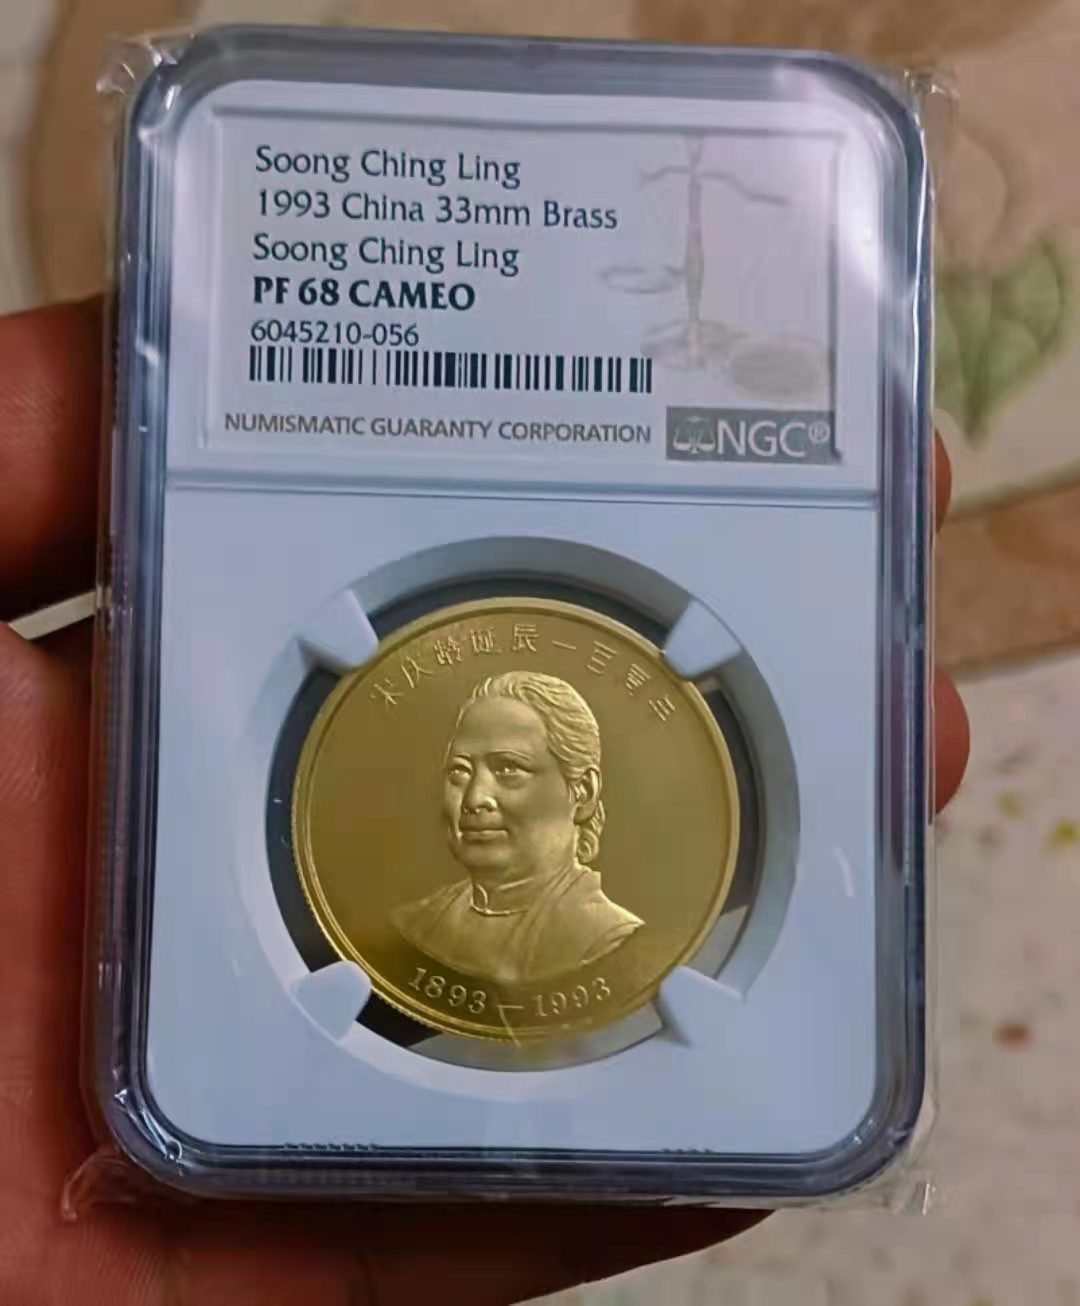 Soong Ching Ling
1993 China 33mm Brass
Soong Ching Ling
PF 68 CAMEO
6045210-056
NUMISMATIC GUARANTY CORPORATION NGC®
宋庆龄诞辰一百周年
1893—1993